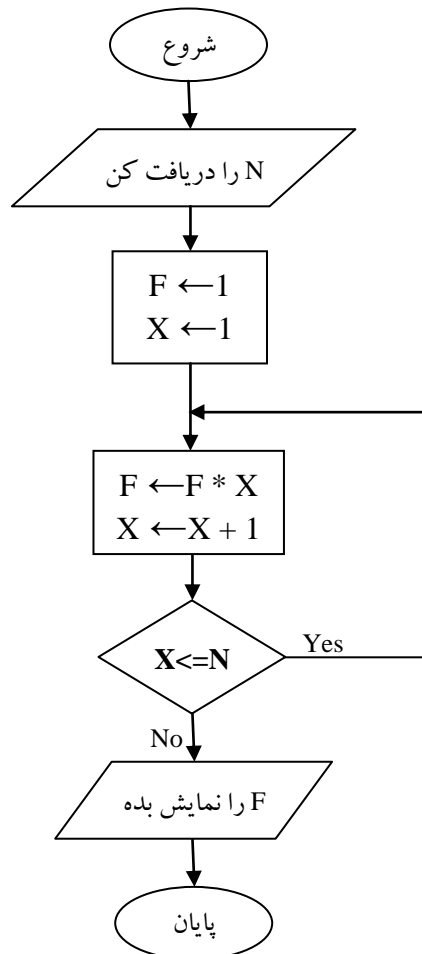 شروع
N را دریافت کن
F ←1
X ←1
F ←F * X
X ←X + 1
X<=N
Yes
No
F را نمایش بده
پایان